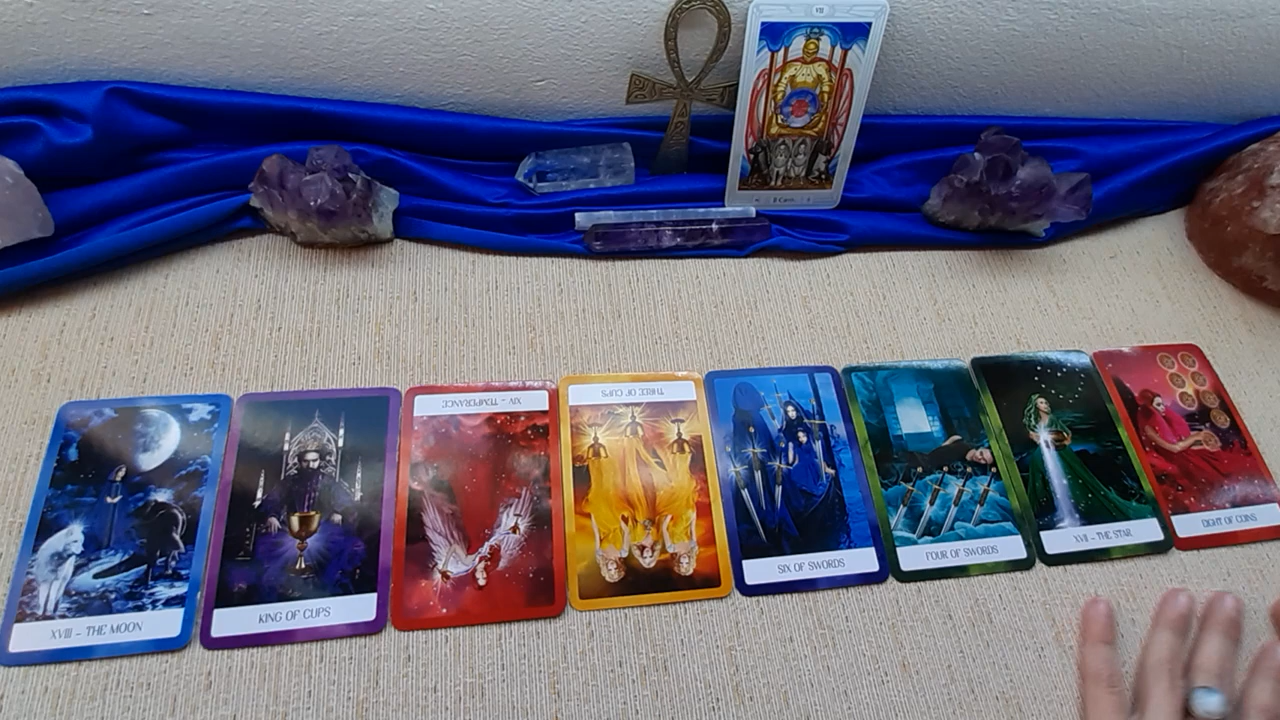 VII
XVIII – THE MOON
KING OF CUPS
XIV – TEMPERANCE
THREE OF CUPS
SIX OF SWORDS
FOUR OF SWORDS
XVII – THE STAR
EIGHT OF COINS